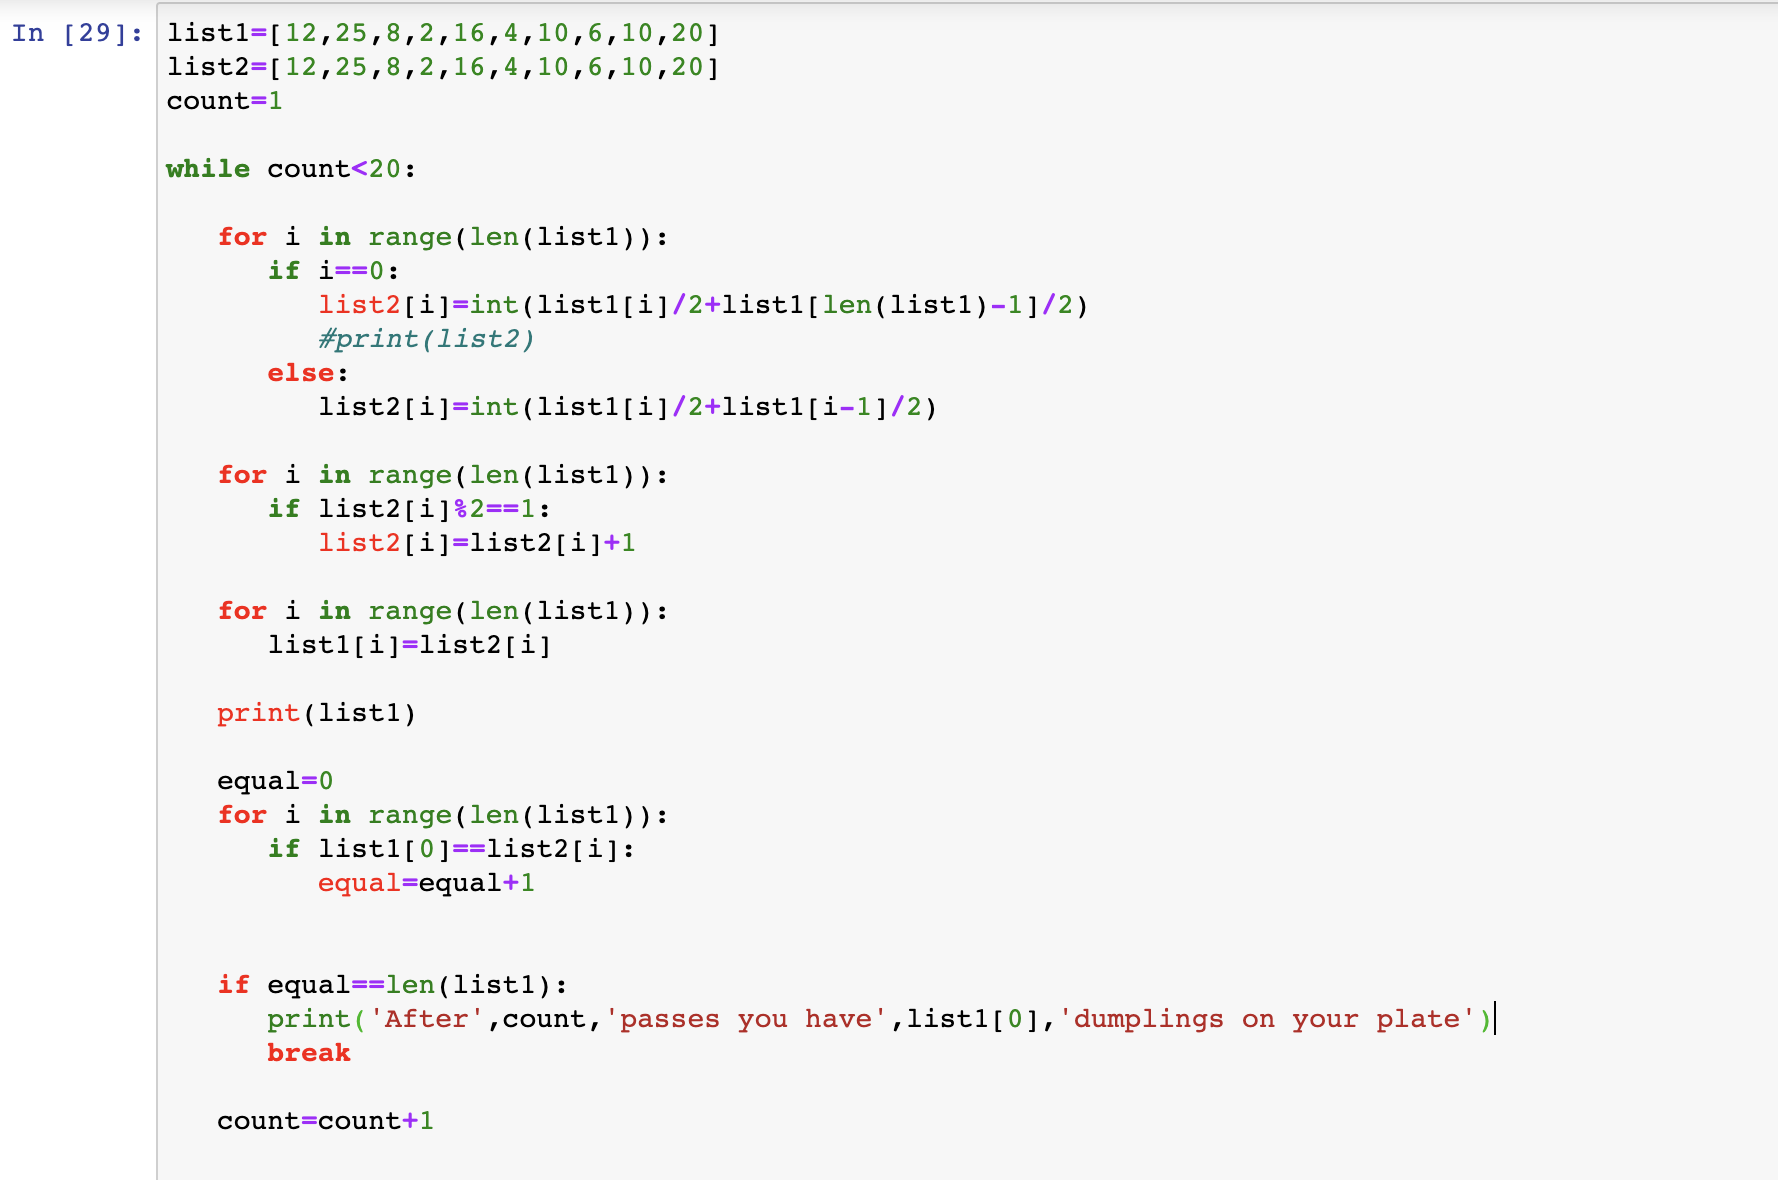 In [29]: list1=[12,25,8,2,16,4,10,6,10,20]
list2=[12,25,8,2,16,4,10,6,10,20]
count=1
while count<20:
for i in range(len(list1)):
if i==0:
list2[i]=int(list1[i]/2+list1[len(list1)-1]/2)
#print(list2)
else:
list2[i]=int(list1[i]/2+list1[i-1]/2)
for i in range(len(list1)):
if list2[i]%2==1:
list2[i]=list2[i]+1
for i in range(len(list1)):
list1[i]=list2[i]
print(list1)
equal=0
for i in range(len(list1)):
if list1[0]==list2[i]:
equal=equal+1
if equal==len(list1):
print('After',count,'passes you have',list1[0],'dumplings on your plate')
break
count=count+1